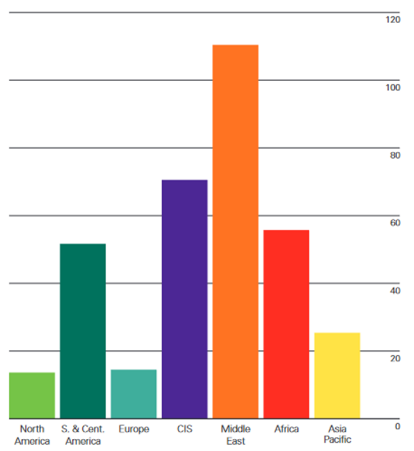 120
100
80
60
40
20
0
North America
S. & Cent. America
Europe
CIS
Middle East
Africa
Asia Pacific